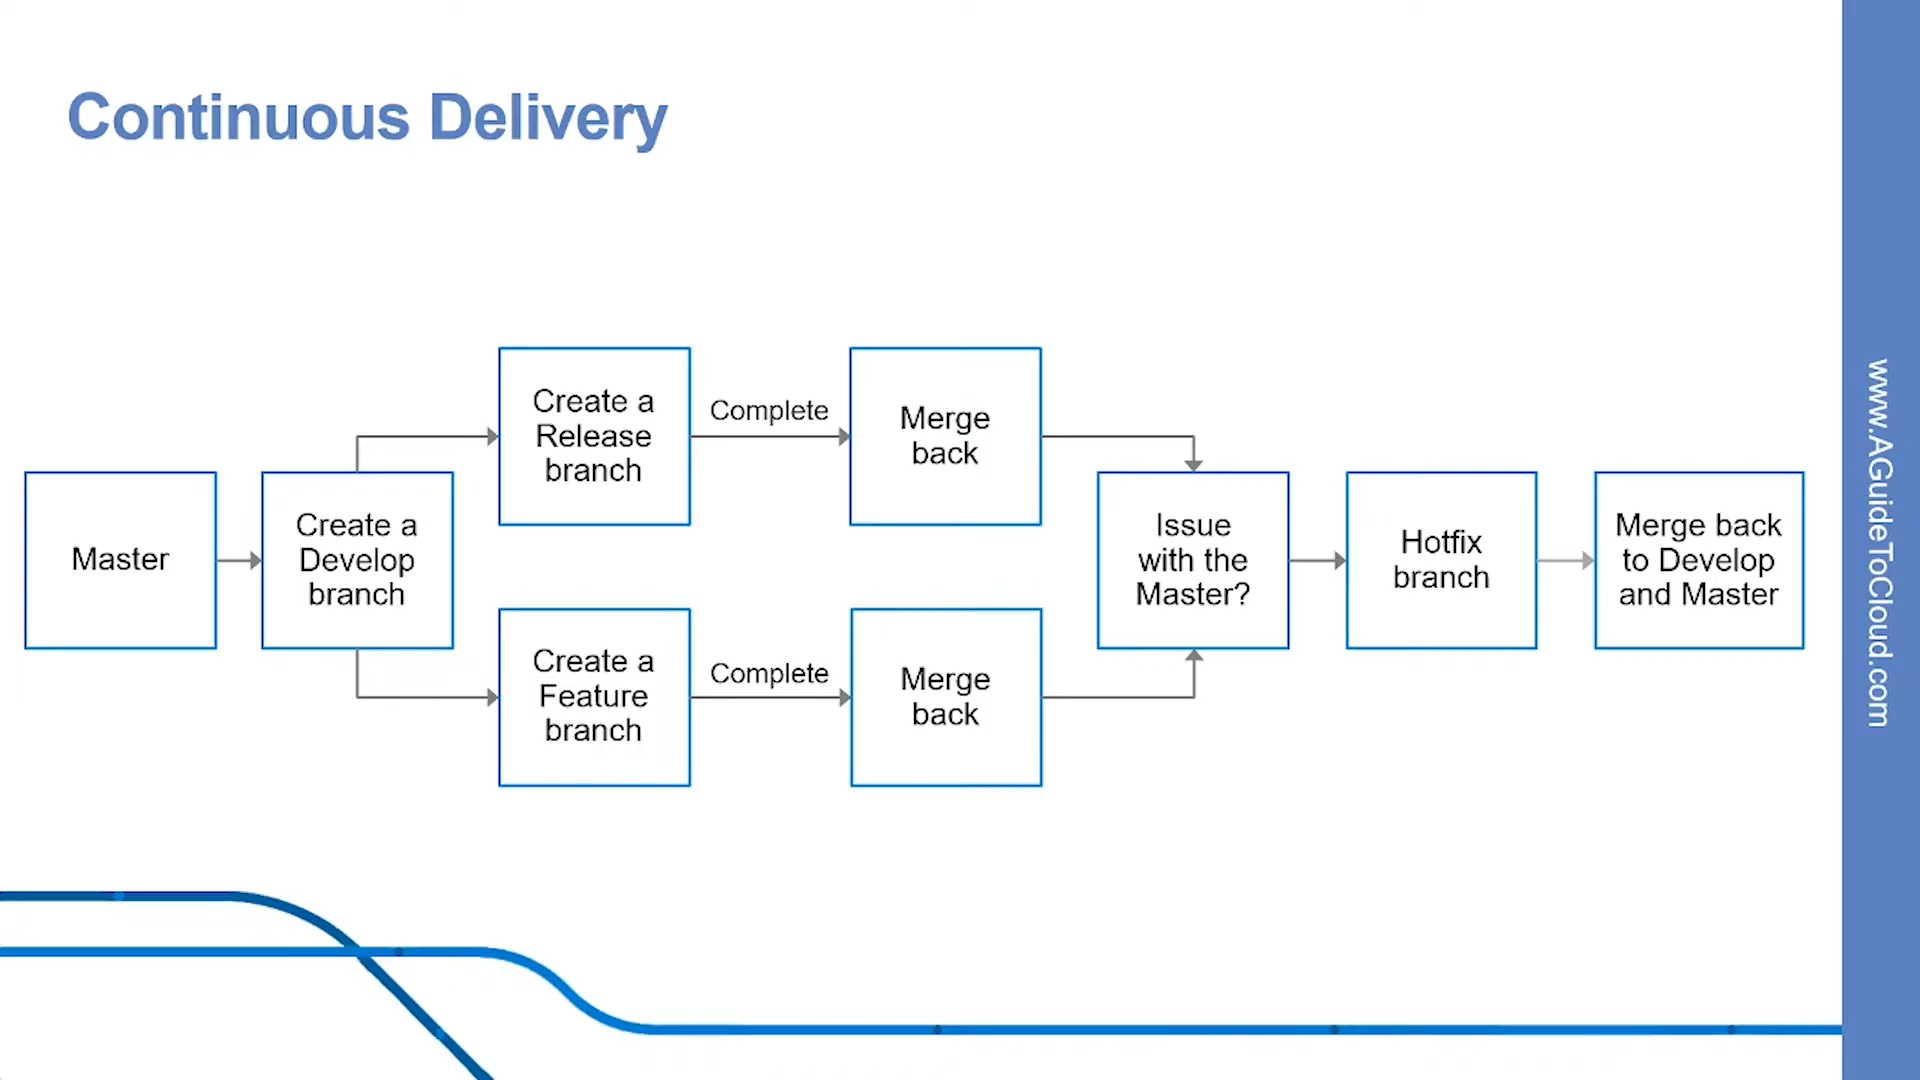 Continuous Delivery
Master
Create a
Develop
branch
Create a
Release
branch
Complete
Merge
back
Create a
Feature
branch
Complete
Merge
back
Issue
with the
Master?
Hotfix
branch
Merge back
to Develop
and Master
www.AGuideToCloud.com